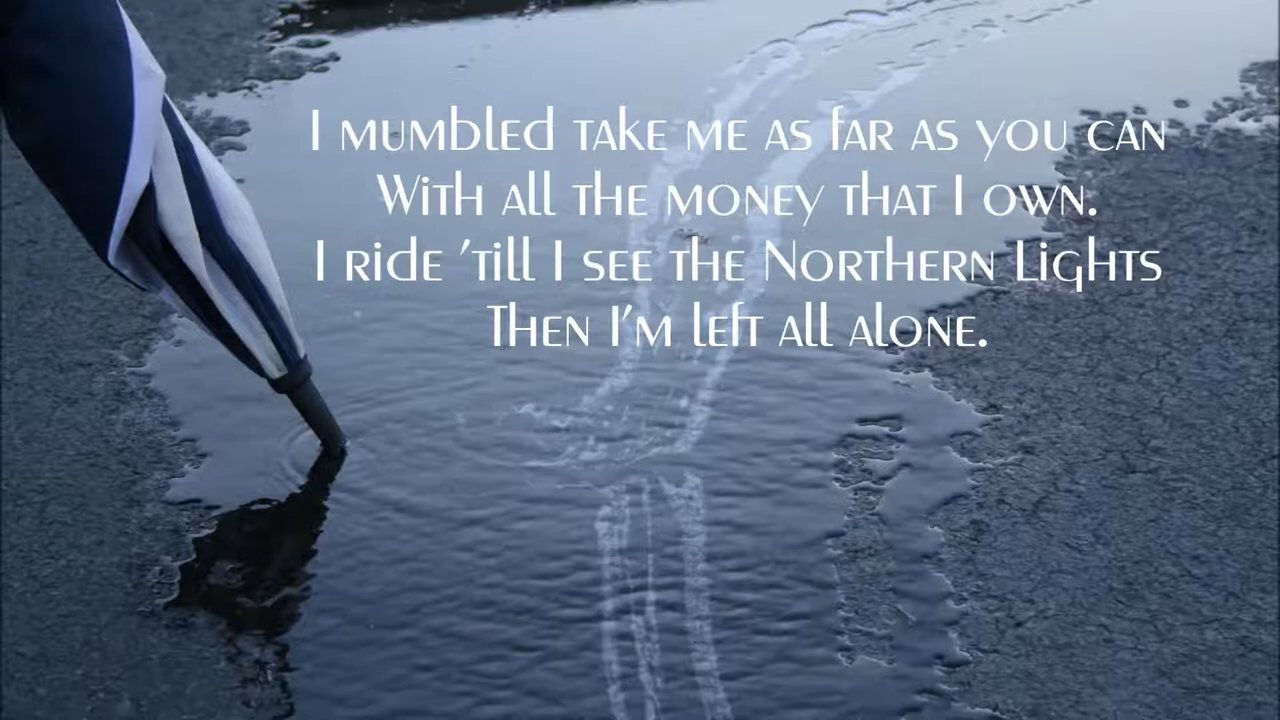 I mumbled take me as far as you can
With all the money that I own.
I ride 'till I see the Northern Lights
Then I'm left all alone.